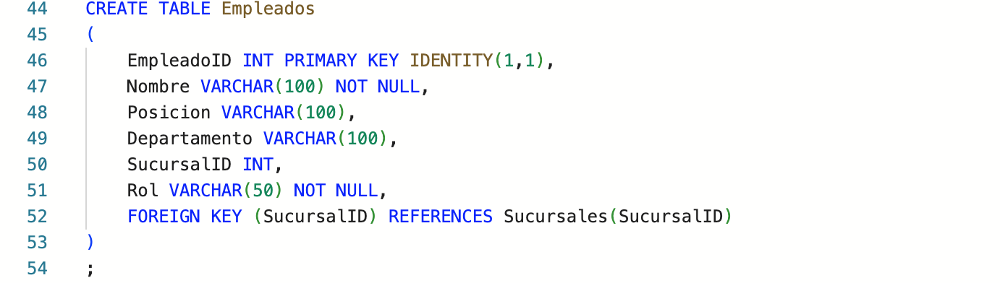 44 CREATE TABLE Empleados
45 (
46 EmpleadoID INT PRIMARY KEY IDENTITY(1,1),
47 Nombre VARCHAR(100) NOT NULL,
48 Posicion VARCHAR(100),
49 Departamento VARCHAR(100),
50 SucursalID INT,
51 Rol VARCHAR(50) NOT NULL,
52 FOREIGN KEY (SucursalID) REFERENCES Sucursales(SucursalID)
53 )
54 ;